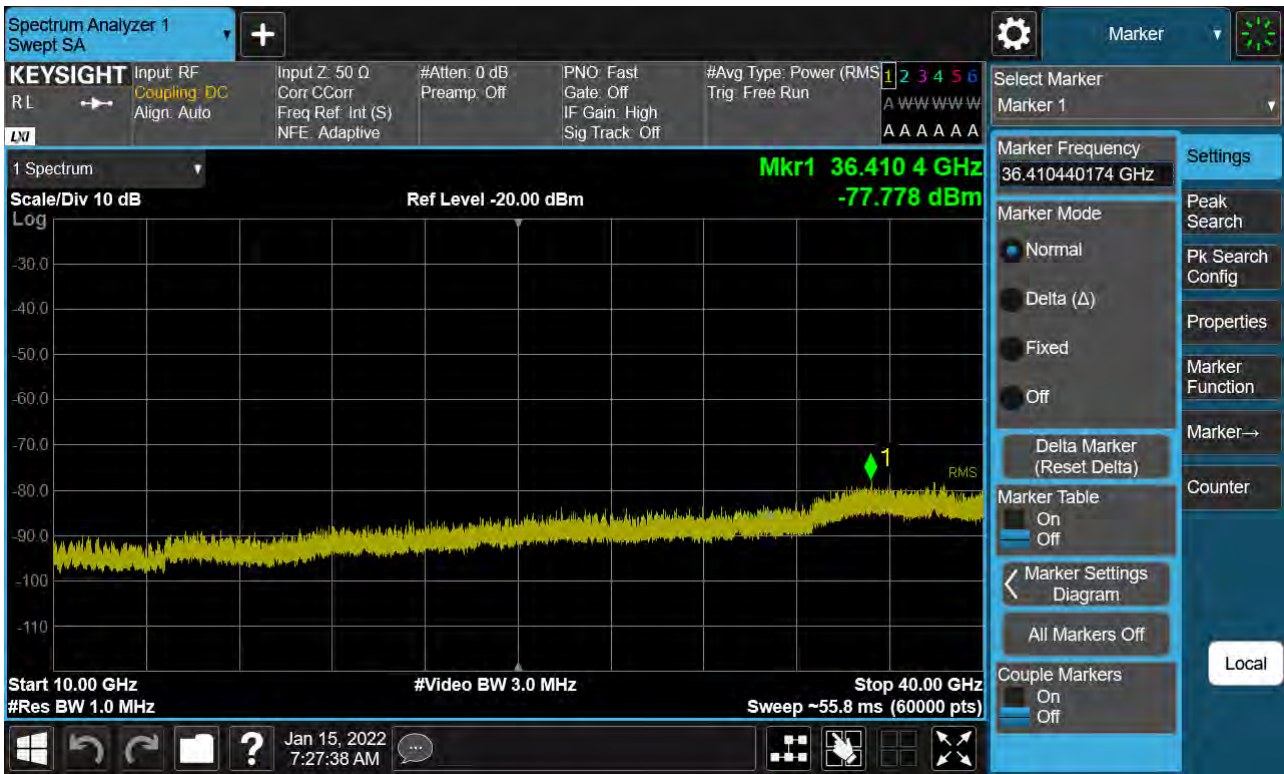 Spectrum Analyzer 1
Swept SA
+
Marker
KEYSIGHT
RL
LXI
Input: RF
Coupling: DC
Align: Auto
Input Z: 50 Ω
Corr CCorr
Freq Ref: Int (S)
NFE: Adaptive
#Atten: 0 dB
Preamp: Off
PNO: Fast
Gate: Off
IF Gain: High
Sig Track: Off
#Avg Type: Power (RMS
Trig: Free Run
1 2 3 4 5 6
A W W W W W
A A A A A A
Select Marker
Marker 1
1 Spectrum
Scale/Div 10 dB
Log
Ref Level -20.00 dBm
Mkr1 36.410 4 GHz
-77.778 dBm
-30.0
-40.0
-50.0
-60.0
-70.0
-80.0
-90.0
-100
-110
1
RMS
Start 10.00 GHz
#Res BW 1.0 MHz
#Video BW 3.0 MHz
Stop 40.00 GHz
Sweep ~55.8 ms (60000 pts)
Marker Frequency
36.410440174 GHz
Marker Mode
Normal
Delta (Δ)
Fixed
Off
Delta Marker
(Reset Delta)
Marker Table
On
Off
Marker Settings
Diagram
All Markers Off
Couple Markers
On
Off
Settings
Peak
Search
Pk Search
Config
Properties
Marker
Function
Marker→
Counter
Local
?
Jan 15, 2022
7:27:38 AM